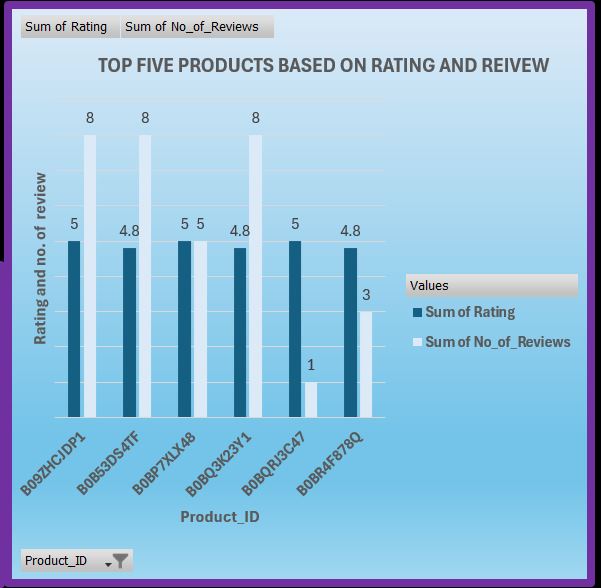 Sum of Rating Sum of No_of_Reviews
TOP FIVE PRODUCTS BASED ON RATING AND REIVEW
Rating and no. of review
8 8 8
5 4.8 5 5 4.8 5 4.8
3
1
B09ZHCJDP1 B0B53DS4TF B0BP7XLX48 B0BQ3K23Y1 B0BQRJ3C47 B0BR4F878Q
Product_ID
Values
Sum of Rating
Sum of No_of_Reviews
Product_ID